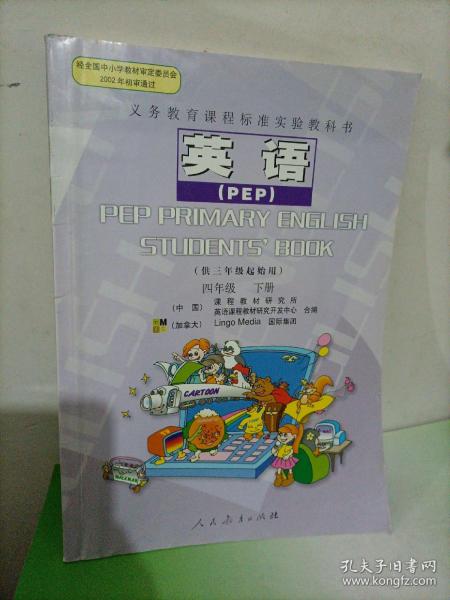 经全国中小学教材审定委员会
2002年初审通过
义务教育课程标准实验教科书
英语
(PEP)
PEP PRIMARY ENGLISH
STUDENTS' BOOK
(供三年级起始用)
四年级 下册
(中国) 课程教材研究所
英语课程教材研究开发中心 合编
(加拿大) Lingo Media 国际集团
CARTOON
WALKMAN
人民教育出版社
孔夫子旧书网
www.kongfz.com